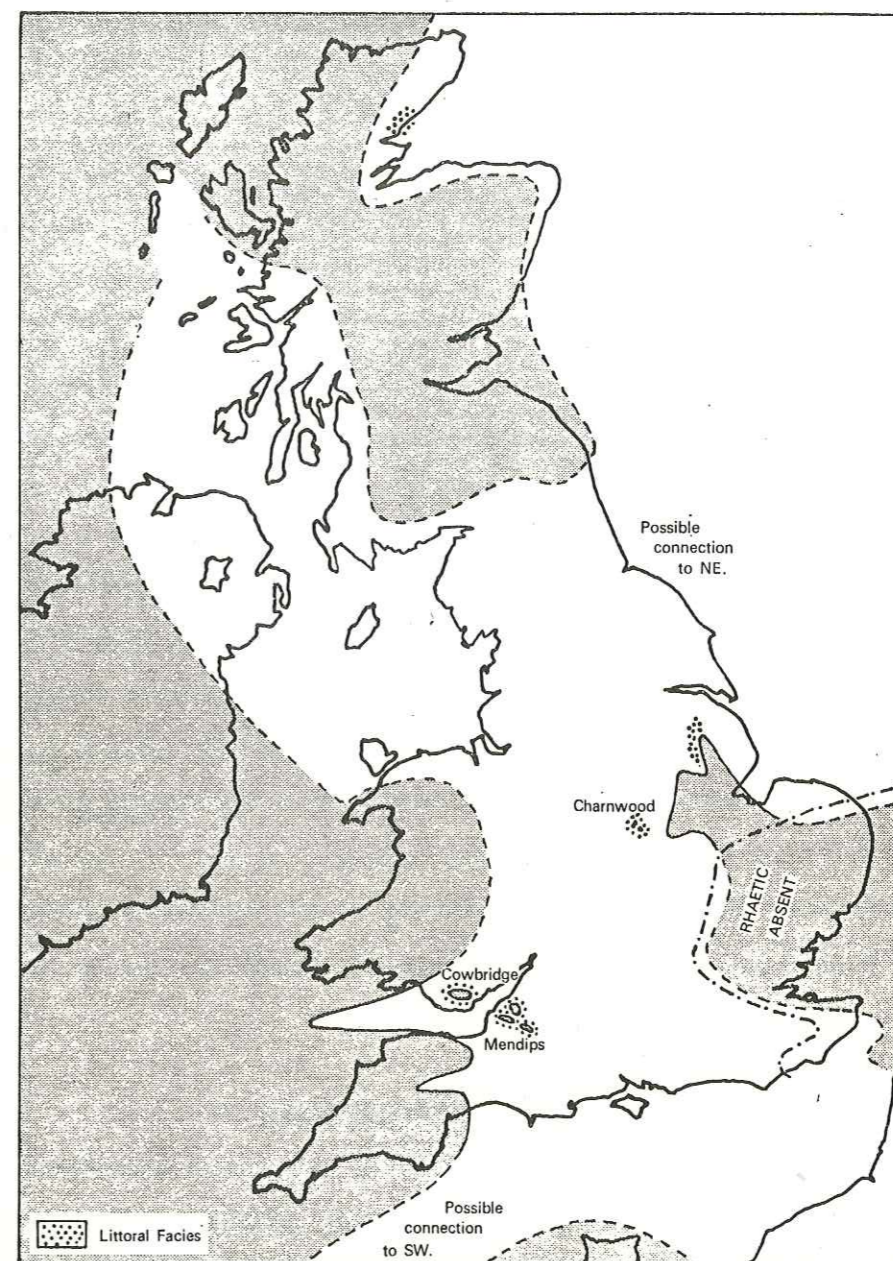 Possible
connection
to NE.
Charnwood
RHAETIC
ABSENT
Cowbridge
Mendips
Possible
connection
to SW.
Littoral Facies